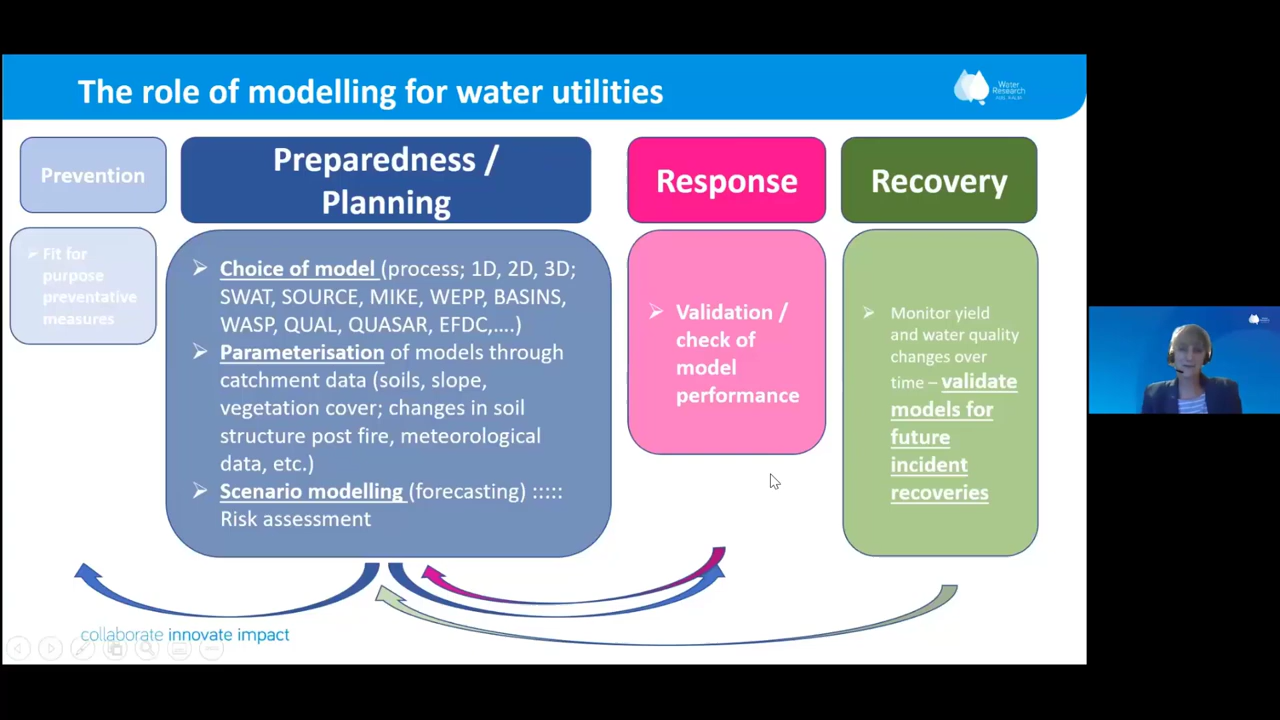 The role of modelling for water utilities
Water
Research
Prevention
Preparedness /
Planning
Response
Recovery
➢ Fit for
purpose
preventative
measures
➢ Choice of model (process; 1D, 2D, 3D;
SWAT, SOURCE, MIKE, WEPP, BASINS,
WASP, QUAL, QUASAR, EFDC,....)
➢ Parameterisation of models through
catchment data (soils, slope,
vegetation cover; changes in soil
structure post fire, meteorological
data, etc.)
➢ Scenario modelling (forecasting) :::::
Risk assessment
➢ Validation /
check of
model
performance
➢ Monitor yield
and water quality
changes over
time – validate
models for
future
incident
recoveries
collaborate innovate impact